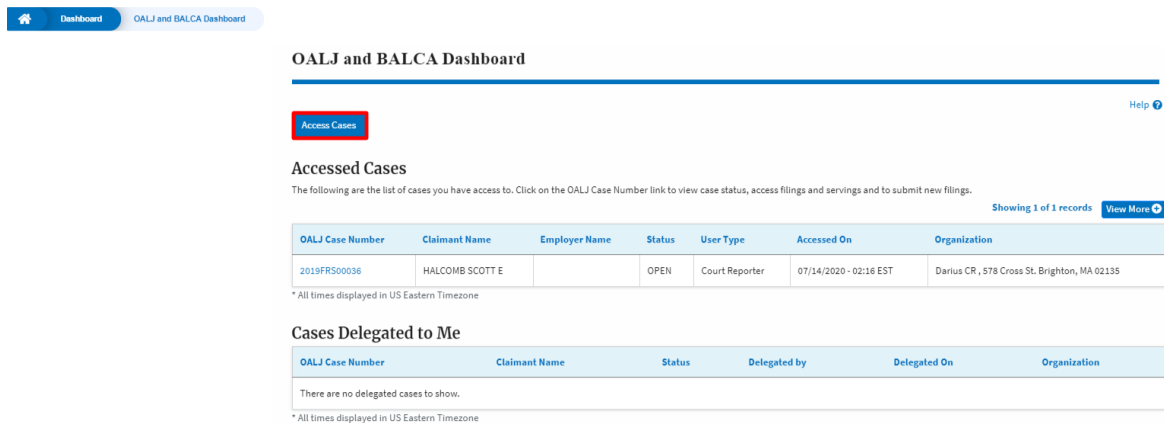 Dashboard OALJ and BALCA Dashboard
OALJ and BALCA Dashboard
Help
Access Cases
Accessed Cases
The following are the list of cases you have access to. Click on the OALJ Case Number link to view case status, access filings and servings and to submit new filings.
Showing 1 of 1 records View More
OALJ Case Number Claimant Name Employer Name Status User Type Accessed On Organization
2019FRS00036 HALCOMB SCOTT E OPEN Court Reporter 07/14/2020 - 02:16 EST Darius CR , 578 Cross St. Brighton, MA 02135
* All times displayed in US Eastern Timezone
Cases Delegated to Me
OALJ Case Number Claimant Name Status Delegated by Delegated On Organization
There are no delegated cases to show.
* All times displayed in US Eastern Timezone